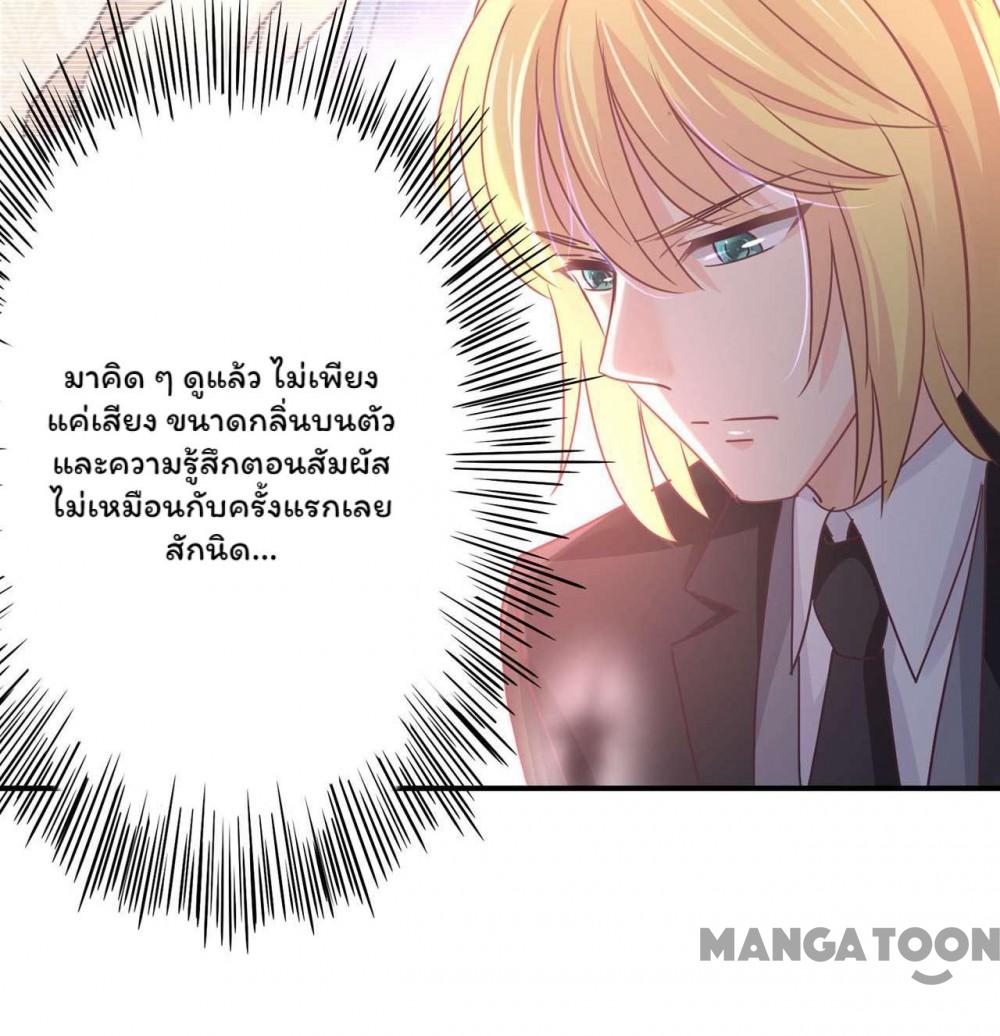 มาคิด ๆ ดูแล้ว ไม่เพียง
แค่เสียง ขนาดกลิ่นบนตัว
และความรู้สึกตอนสัมผัส
ไม่เหมือนกับครั้งแรกเลย
สักนิด...
MANGATOON